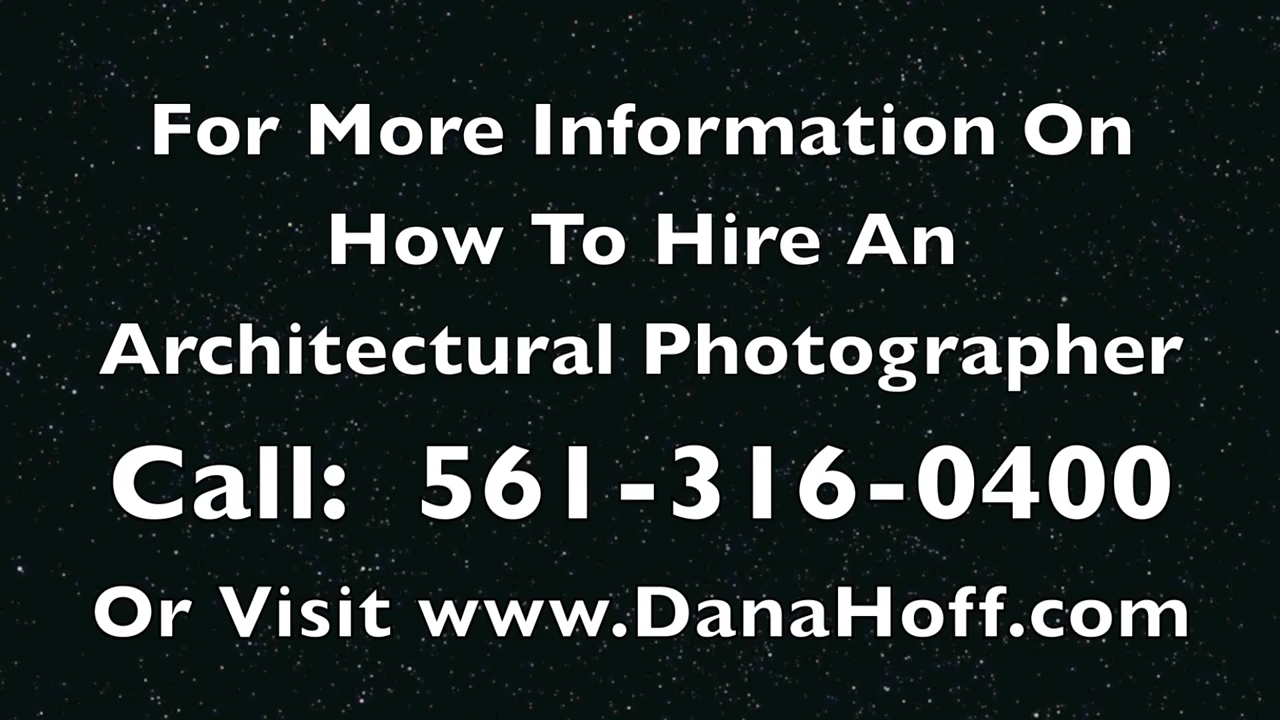 For More Information On
How To Hire An
Architectural Photographer
Call: 561-316-0400
Or Visit www.DanaHoff.com